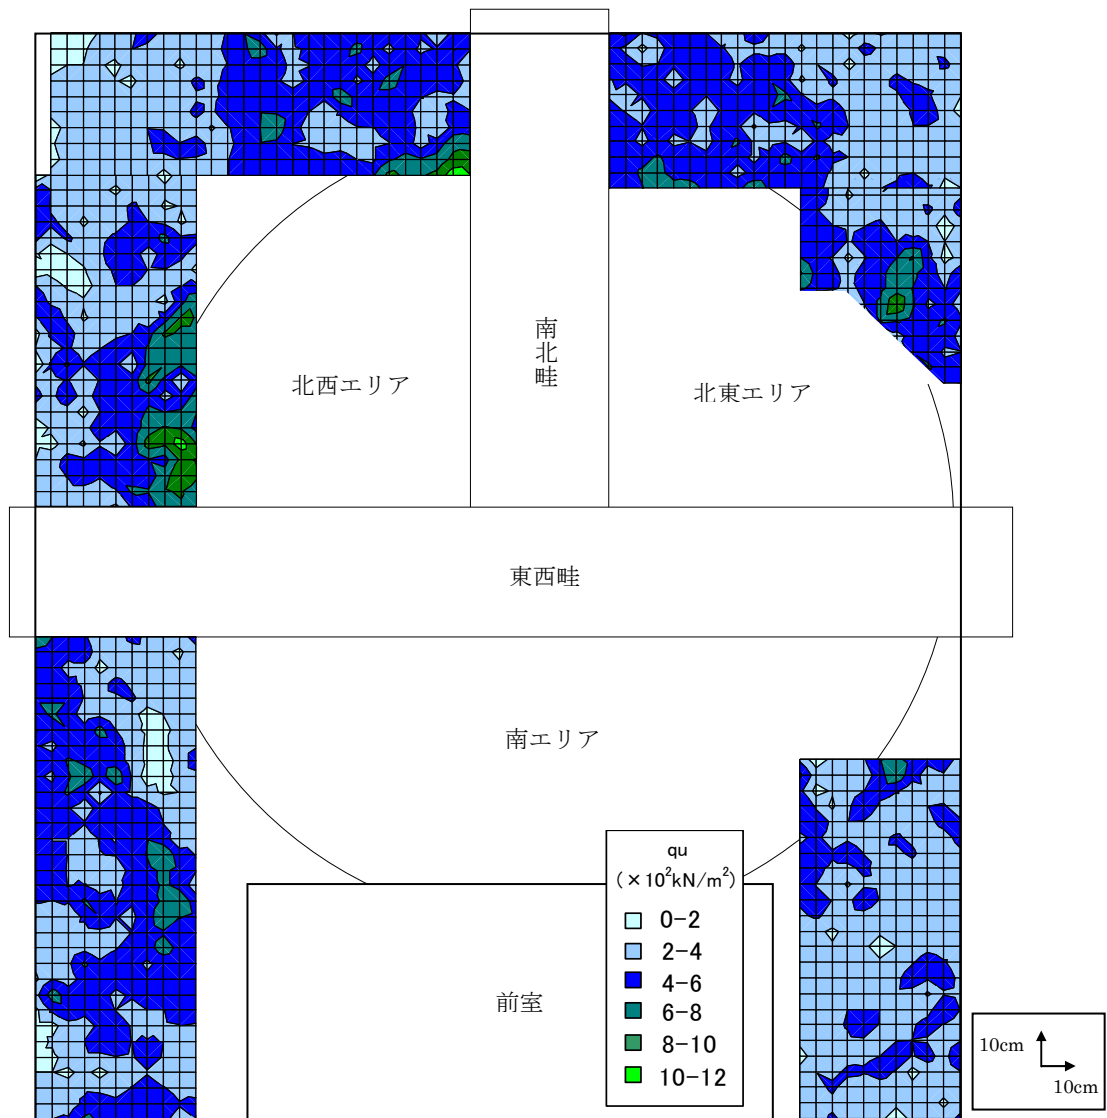 南北畦
北西エリア
北東エリア
東西畦
南エリア
qu
(×10²kN/m²)
0-2
2-4
4-6
6-8
8-10
10-12
前室
10cm
10cm